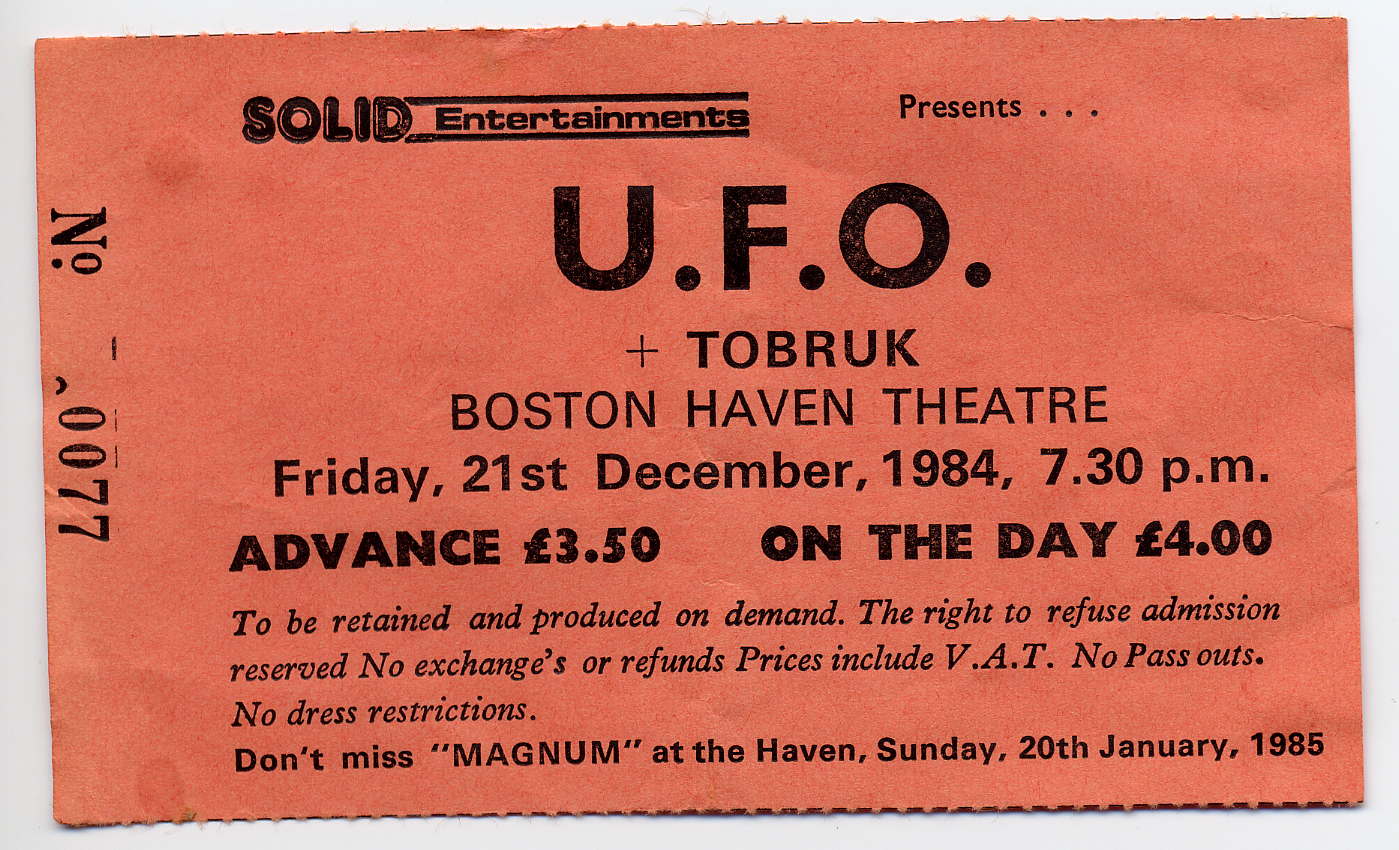 SOLID Entertainments Presents . . .
U.F.O.
+ TOBRUK
BOSTON HAVEN THEATRE
Friday, 21st December, 1984, 7.30 p.m.
ADVANCE £3.50 ON THE DAY £4.00
To be retained and produced on demand. The right to refuse admission
reserved No exchange's or refunds Prices include V.A.T. No Pass outs.
No dress restrictions.
Don't miss "MAGNUM" at the Haven, Sunday, 20th January, 1985
Nº 0077